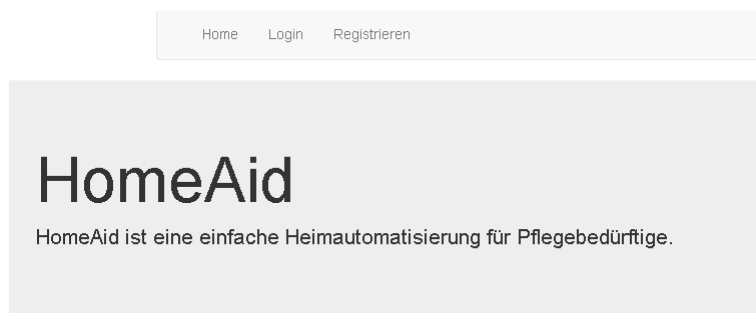 Home Login Registrieren
HomeAid
HomeAid ist eine einfache Heimautomatisierung für Pflegebedürftige.